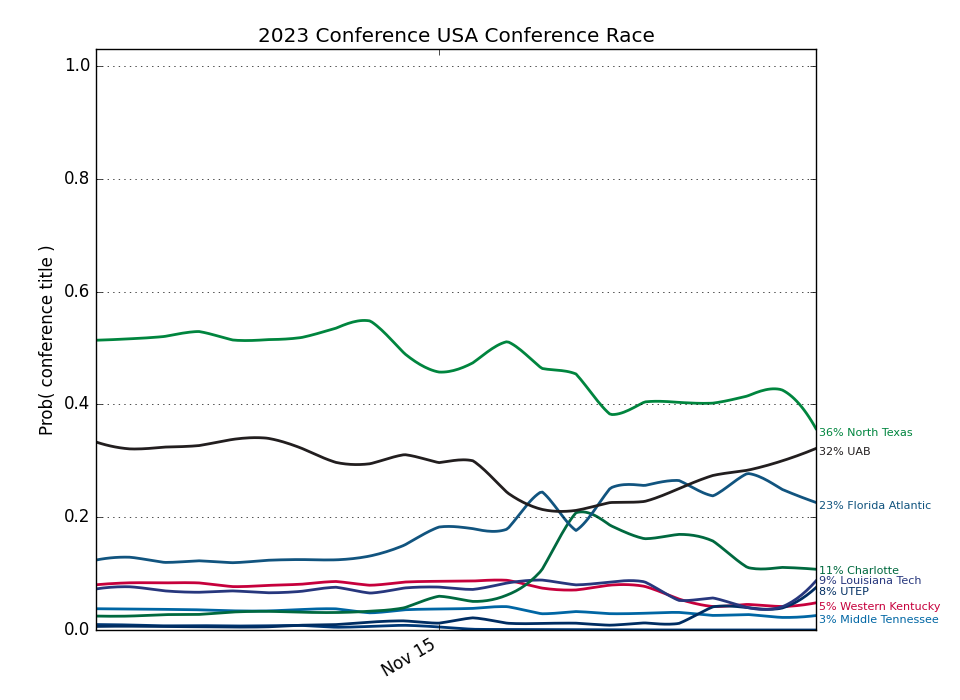 2023 Conference USA Conference Race
Prob( conference title )
1.0
0.8
0.6
0.4
0.2
0.0
Nov 15
36% North Texas
32% UAB
23% Florida Atlantic
11% Charlotte
9% Louisiana Tech
8% UTEP
5% Western Kentucky
3% Middle Tennessee